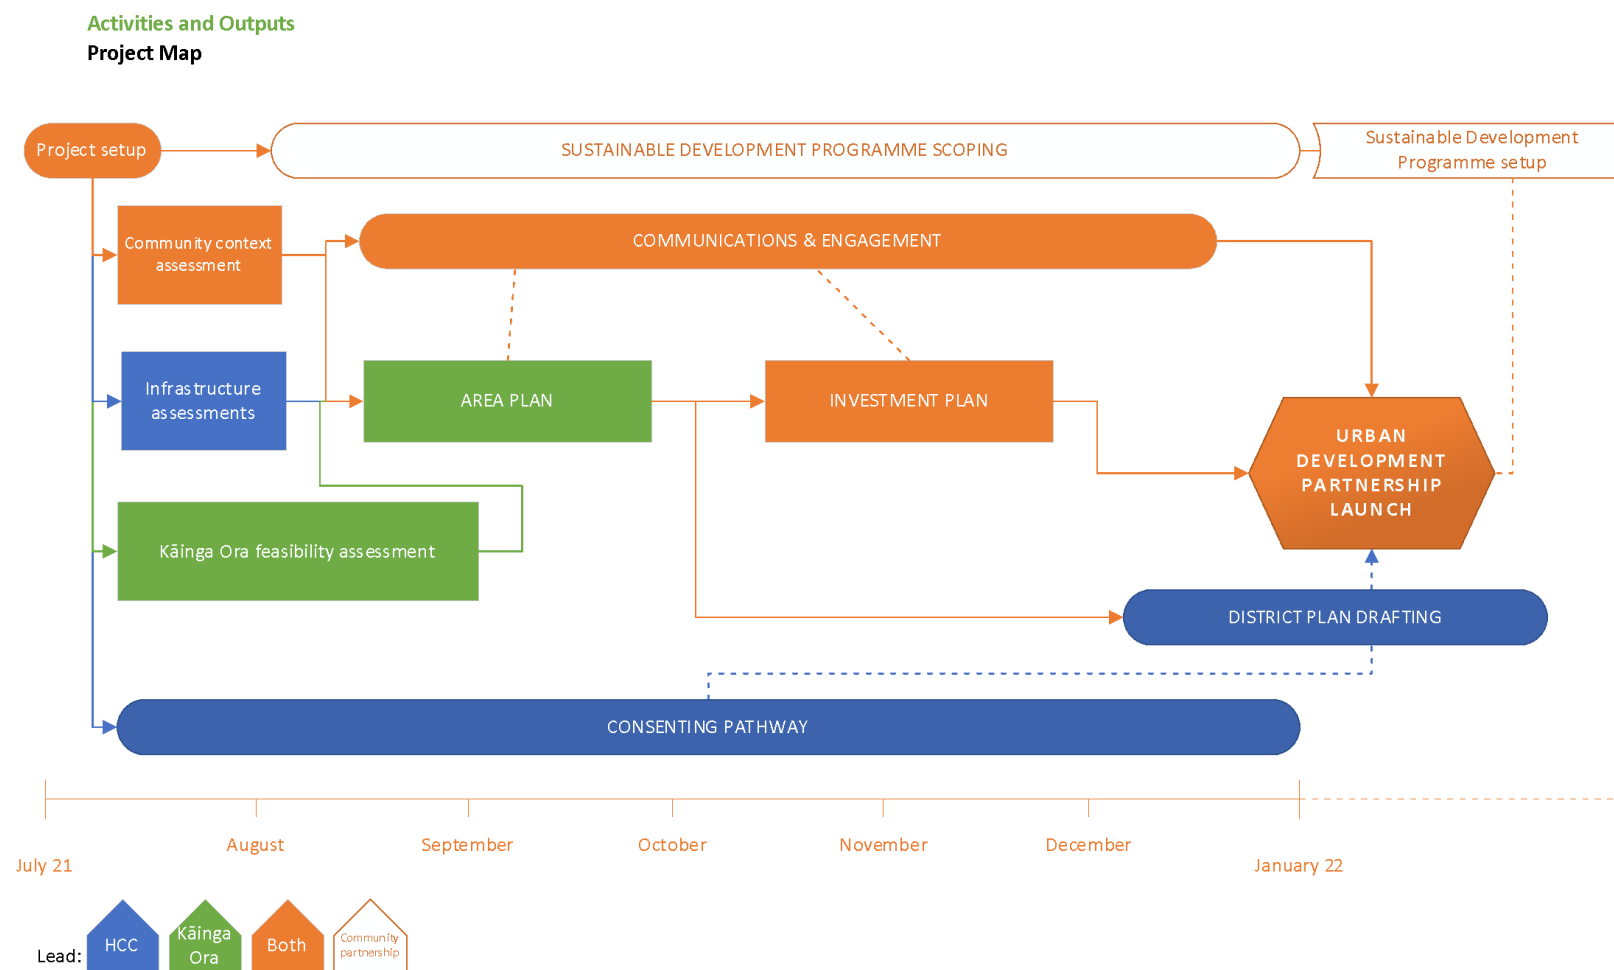 Activities and Outputs
Project Map
Project setup
SUSTAINABLE DEVELOPMENT PROGRAMME SCOPING
Sustainable Development
Programme setup
Community context
assessment
COMMUNICATIONS & ENGAGEMENT
Infrastructure
assessments
AREA PLAN
INVESTMENT PLAN
URBAN
DEVELOPMENT
PARTNERSHIP
LAUNCH
Kāinga Ora feasibility assessment
DISTRICT PLAN DRAFTING
CONSENTING PATHWAY
July 21
August
September
October
November
December
January 22
Lead:
HCC
Kāinga
Ora
Both
Community
partnership